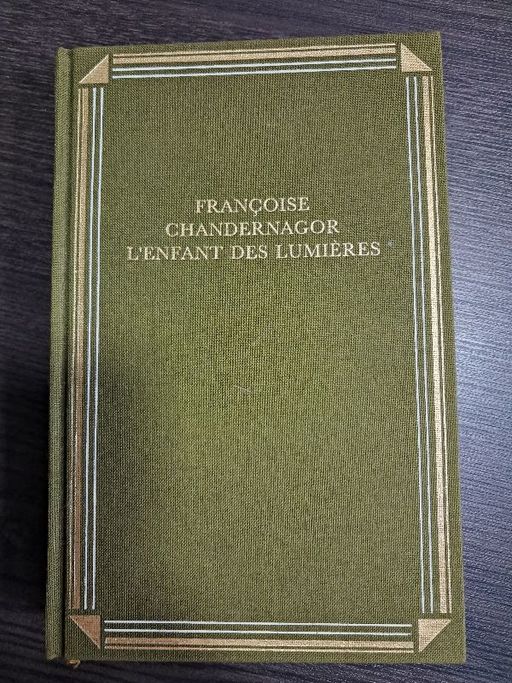 FRANÇOISE
CHANDERNAGOR
L'ENFANT DES LUMIÈRES